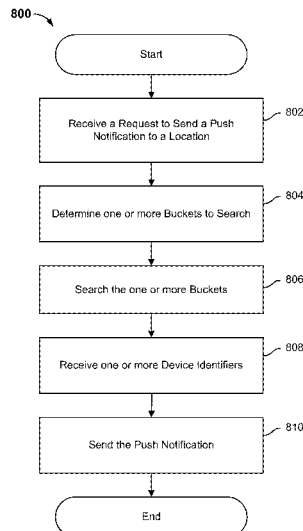 800
Start
Receive a Request to Send a Push
Notification to a Location
802
Determine one or more Buckets to Search
804
Search the one or more Buckets
806
Receive one or more Device Identifiers
808
Send the Push Notification
810
End